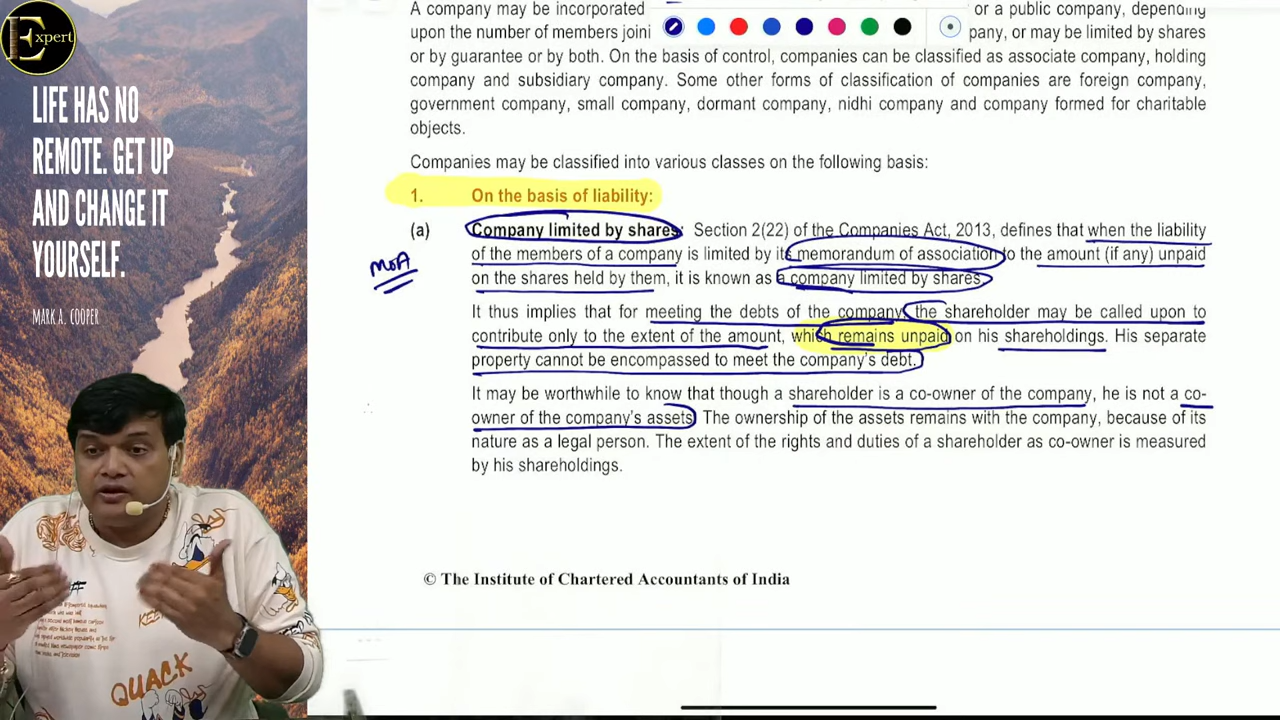 Expert
LIFE HAS NO
REMOTE. GET UP
AND CHANGE IT
YOURSELF.
MARK A. COOPER
A company may be incorporated or a public company, depending
upon the number of members joini pany, or may be limited by shares
or by guarantee or by both. On the basis of control, companies can be classified as associate company, holding
company and subsidiary company. Some other forms of classification of companies are foreign company,
government company, small company, dormant company, nidhi company and company formed for charitable
objects.
Companies may be classified into various classes on the following basis:
1. On the basis of liability:
(a) Company limited by shares: Section 2(22) of the Companies Act, 2013, defines that when the liability
of the members of a company is limited by its memorandum of association to the amount (if any) unpaid
MOA
on the shares held by them, it is known as a company limited by shares.
It thus implies that for meeting the debts of the company, the shareholder may be called upon to
contribute only to the extent of the amount, which remains unpaid on his shareholdings. His separate
property cannot be encompassed to meet the company's debt.
It may be worthwhile to know that though a shareholder is a co-owner of the company, he is not a co-
owner of the company's assets. The ownership of the assets remains with the company, because of its
nature as a legal person. The extent of the rights and duties of a shareholder as co-owner is measured
by his shareholdings.
© The Institute of Chartered Accountants of India
QUACK